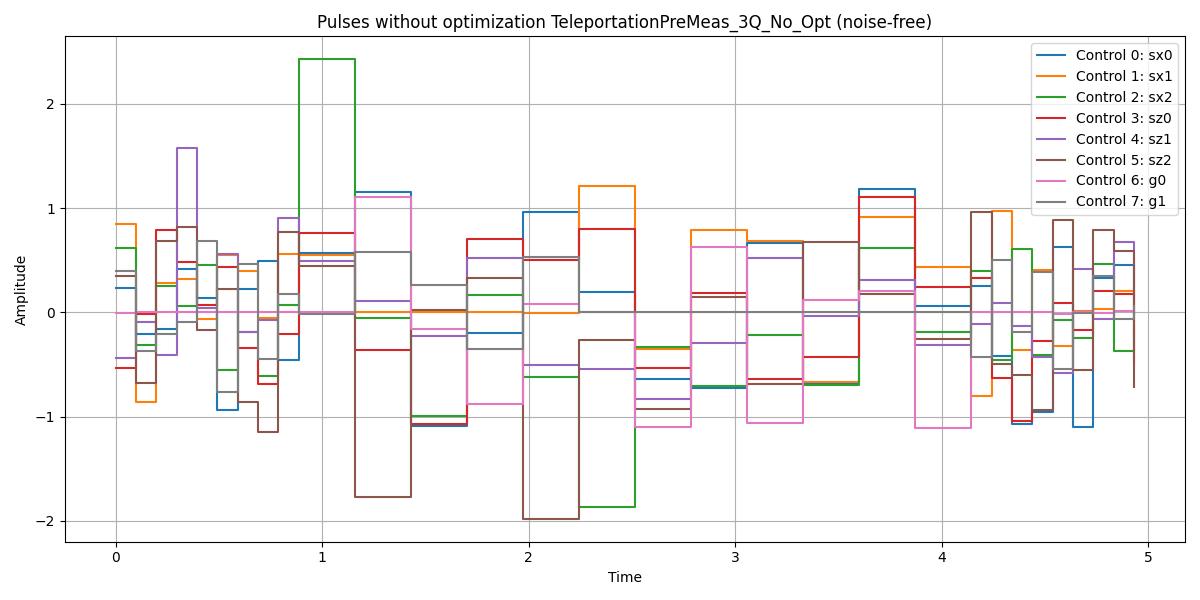 Pulses without optimization TeleportationPreMeas_3Q_No_Opt (noise-free)
Control 0: sx0
Control 1: sx1
Control 2: sx2
Control 3: sz0
Control 4: sz1
Control 5: sz2
Control 6: g0
Control 7: g1
Amplitude
2
1
0
−1
−2
0
1
2
3
4
5
Time